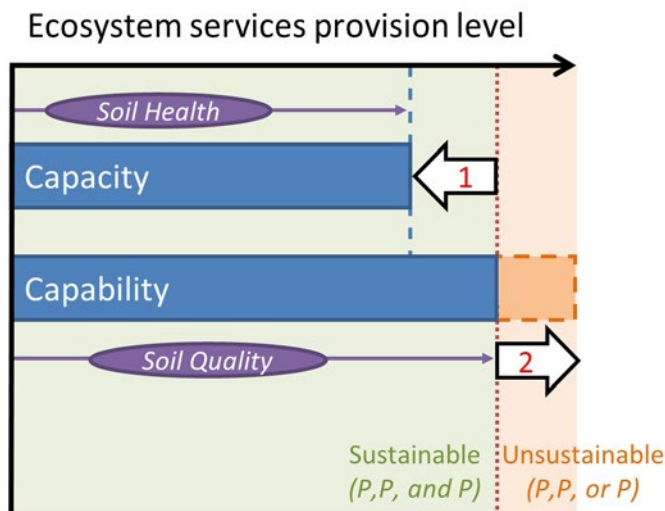 Ecosystem services provision level
Soil Health
Capacity
1
Capability
Soil Quality
2
Sustainable
(P,P, and P)
Unsustainable
(P,P, or P)